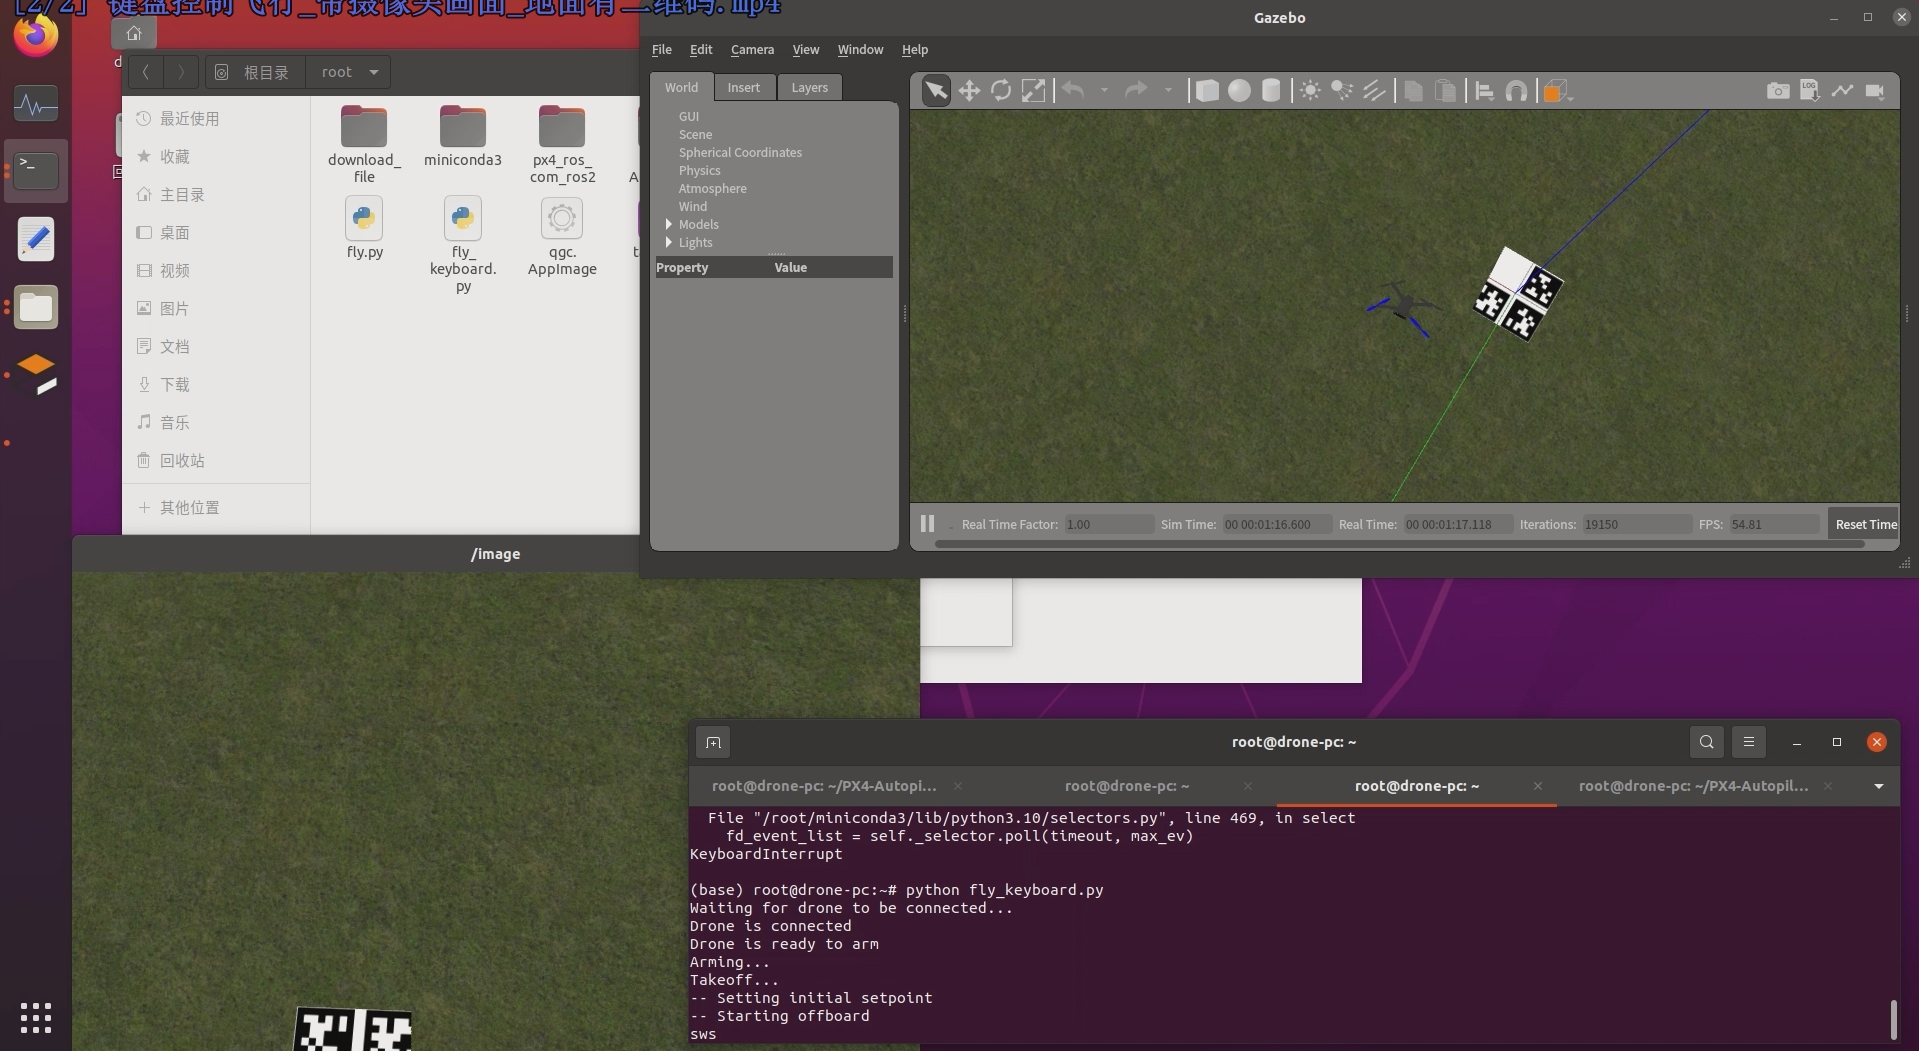 [2/2] 键盘控制飞行_带摄像头画面_地面有二维码.mp4
Gazebo
File Edit Camera View Window Help
根目录 root
World Insert Layers
最近使用
收藏
主目录
桌面
视频
图片
文档
下载
音乐
回收站
其他位置
download_
file
miniconda3
px4_ros_
com_ros2
fly.py
fly_
keyboard.
py
qgc.
AppImage
GUI
Scene
Spherical Coordinates
Physics
Atmosphere
Wind
Models
Lights
Property Value
LOG
Real Time Factor: 1.00 Sim Time: 00 00:01:16.600 Real Time: 00 00:01:17.118 Iterations: 19150 FPS: 54.81 Reset Time
/image
root@drone-pc: ~
root@drone-pc: ~/PX4-Autopi... root@drone-pc: ~ root@drone-pc: ~ root@drone-pc: ~/PX4-Autopil...
File "/root/miniconda3/lib/python3.10/selectors.py", line 469, in select
fd_event_list = self._selector.poll(timeout, max_ev)
KeyboardInterrupt
(base) root@drone-pc:~# python fly_keyboard.py
Waiting for drone to be connected...
Drone is connected
Drone is ready to arm
Arming...
Takeoff...
-- Setting initial setpoint
-- Starting offboard
sws